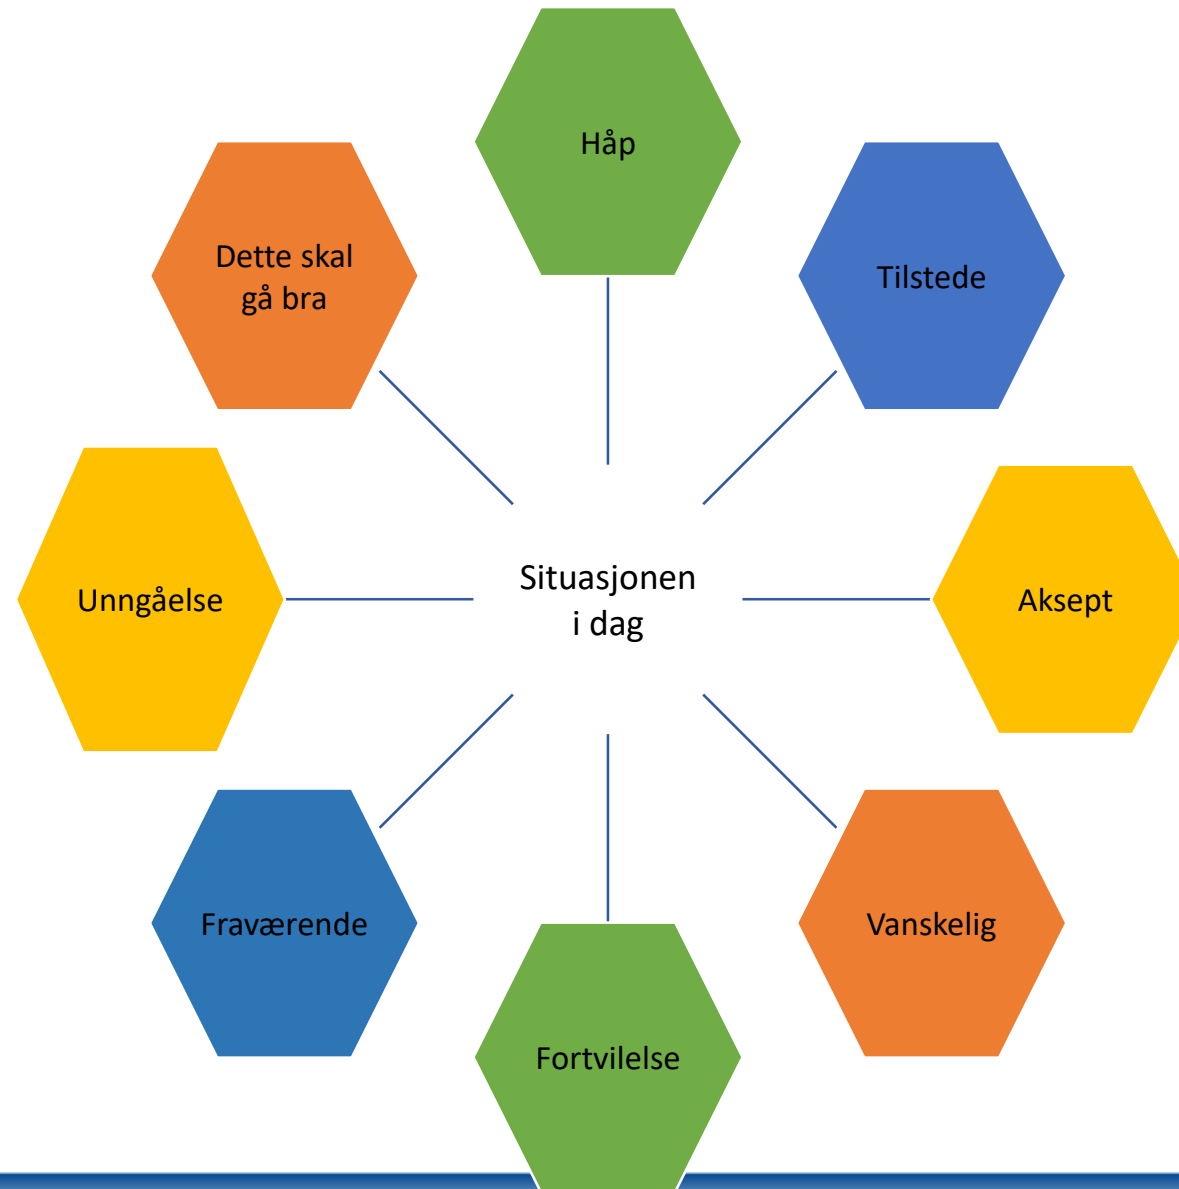 Håp
Dette skal
gå bra
Tilstede
Unngåelse
Situasjonen
i dag
Aksept
Fraværende
Vanskelig
Fortvilelse